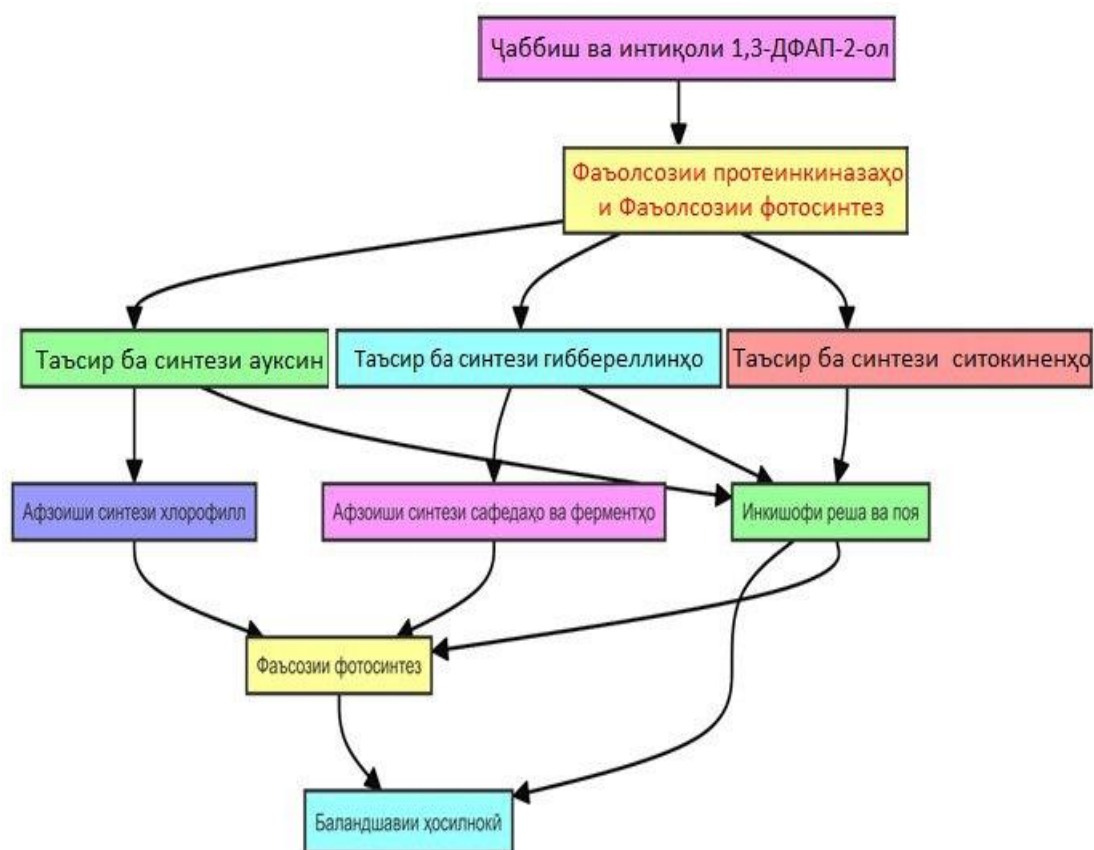 Ҷаббиш ва интиқоли 1,3-ДФАП-2-ол
Фаъолсозии протеинкиназаҳо
и Фаъолсозии фотосинтез
Таъсир ба синтези ауксин
Таъсир ба синтези гиббереллинҳо
Таъсир ба синтези ситокиненҳо
Афзоиши синтези хлорофилл
Афзоиши синтези сафедаҳо ва ферментҳо
Инкишофи реша ва поя
Фаъсозии фотосинтез
Баландшавии ҳосилнокӣ